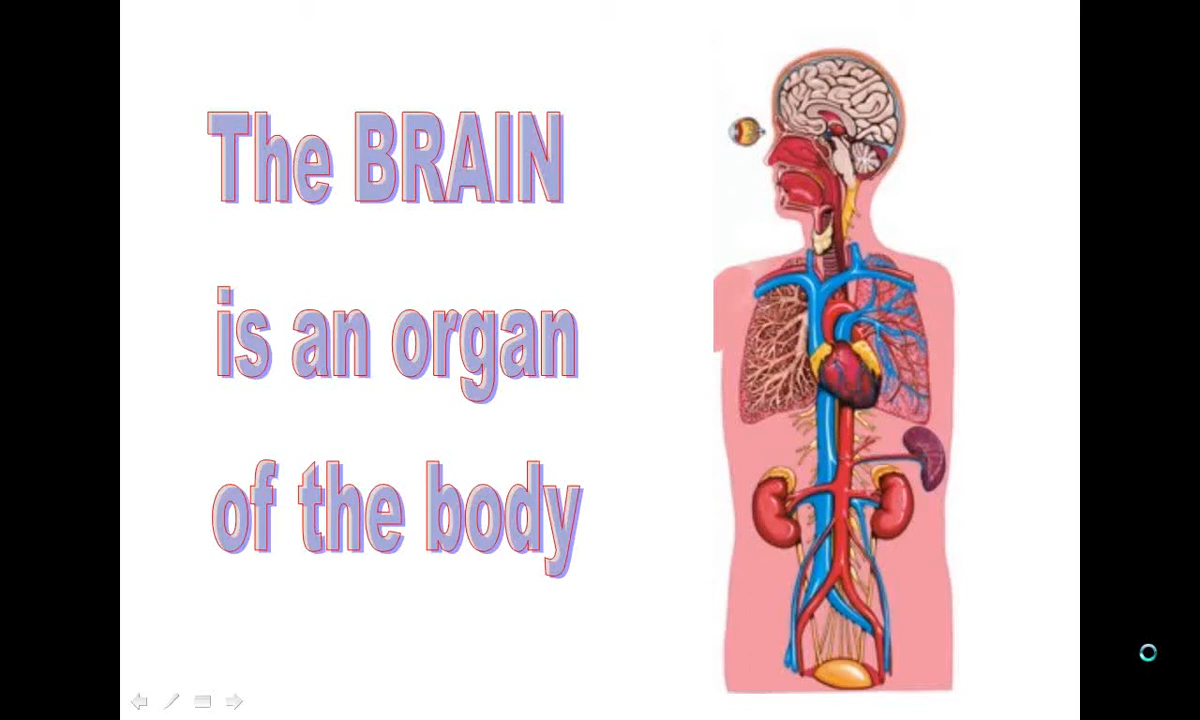 The BRAIN
is an organ
of the body